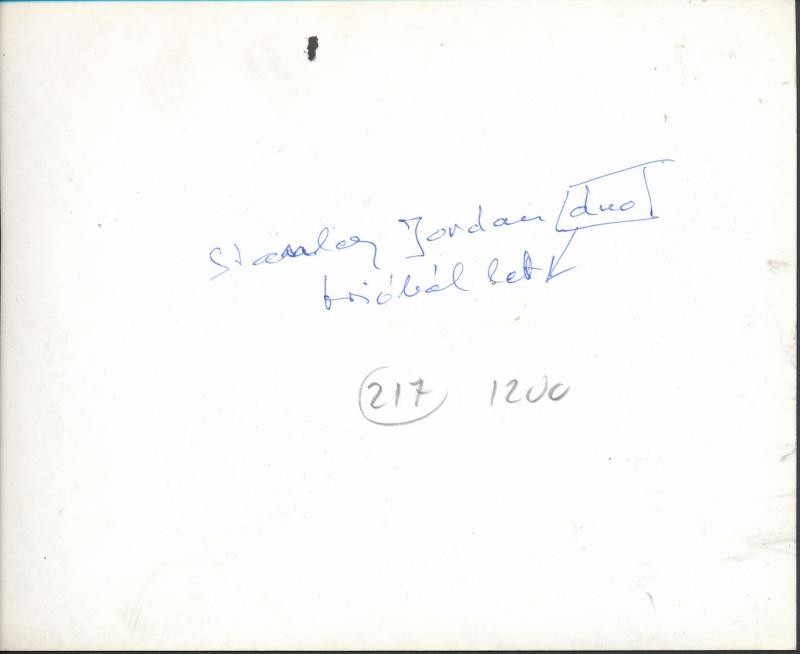 Stanley Jordan duo
trióból lett
217 1200